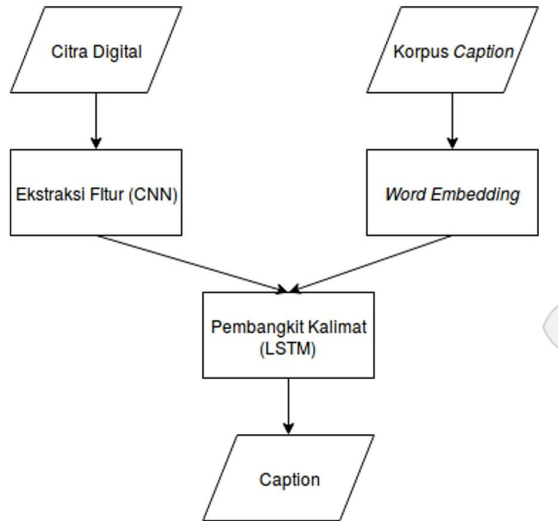 Citra Digital
Korpus Caption
Ekstraksi FItur (CNN)
Word Embedding
Pembangkit Kalimat
(LSTM)
Caption